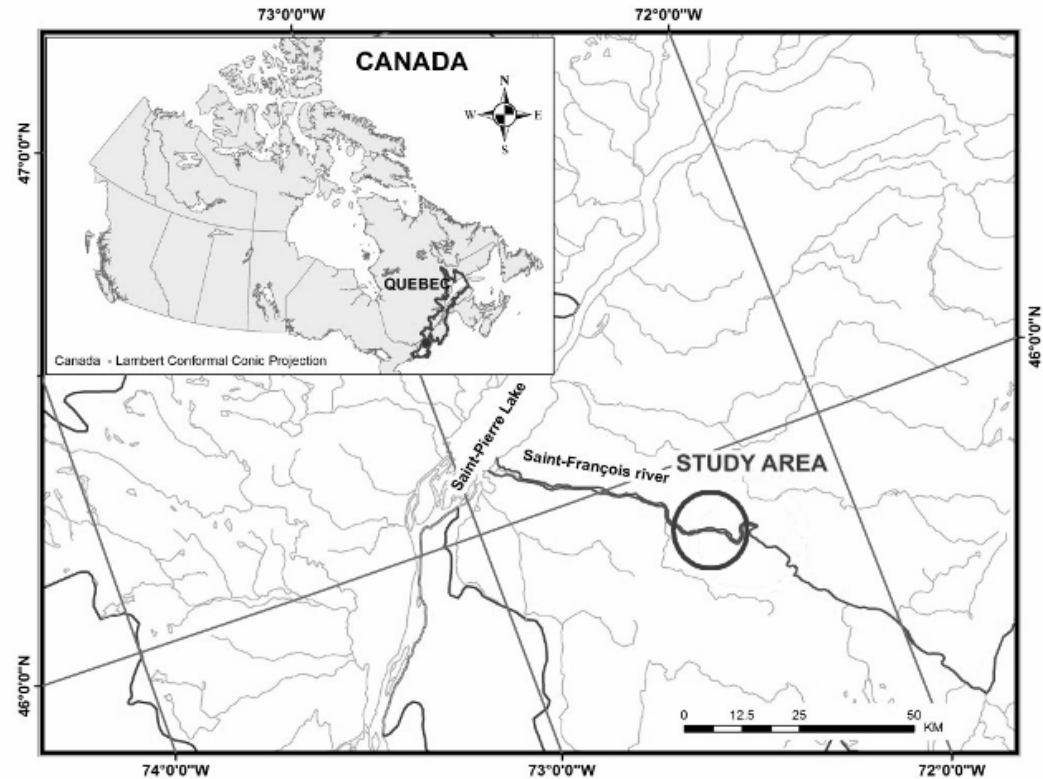 73°0'0"W
72°0'0"W
CANADA
N
W
E
S
47°0'0"N
QUEBEC
46°0'0"N
Canada - Lambert Conformal Conic Projection
Saint-Pierre Lake
Saint-François river
STUDY AREA
46°0'0"N
0 12.5 25 50
KM
74°0'0"W
73°0'0"W
72°0'0"W